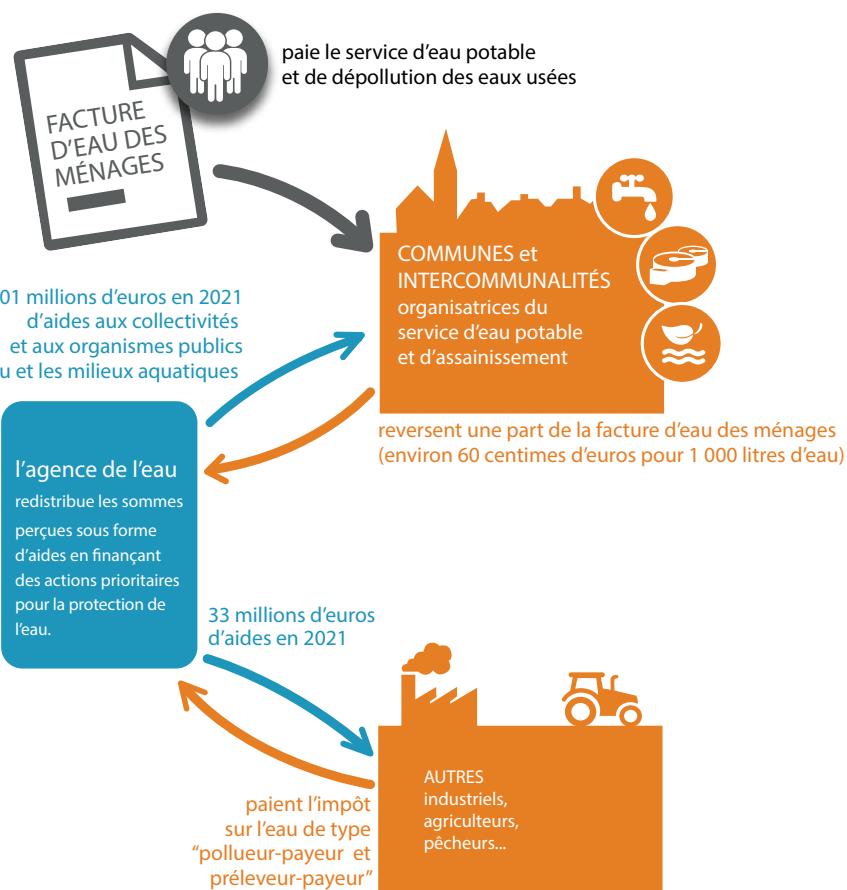 paie le service d'eau potable
et de dépollution des eaux usées
FACTURE
D'EAU DES
MÉNAGES
COMMUNES et
INTERCOMMUNALITÉS
organisatrices du
service d'eau potable
et d'assainissement
01 millions d'euros en 2021
d'aides aux collectivités
et aux organismes publics
et les milieux aquatiques
reversent une part de la facture d'eau des ménages
(environ 60 centimes d'euros pour 1 000 litres d'eau)
l'agence de l'eau
redistribue les sommes
perçues sous forme
d'aides en finançant
des actions prioritaires
pour la protection de
l'eau.
33 millions d'euros
d'aides en 2021
AUTRES
industriels,
agriculteurs,
pêcheurs...
paient l'impôt
sur l'eau de type
"pollueur-payeur et
préleveur-payeur"